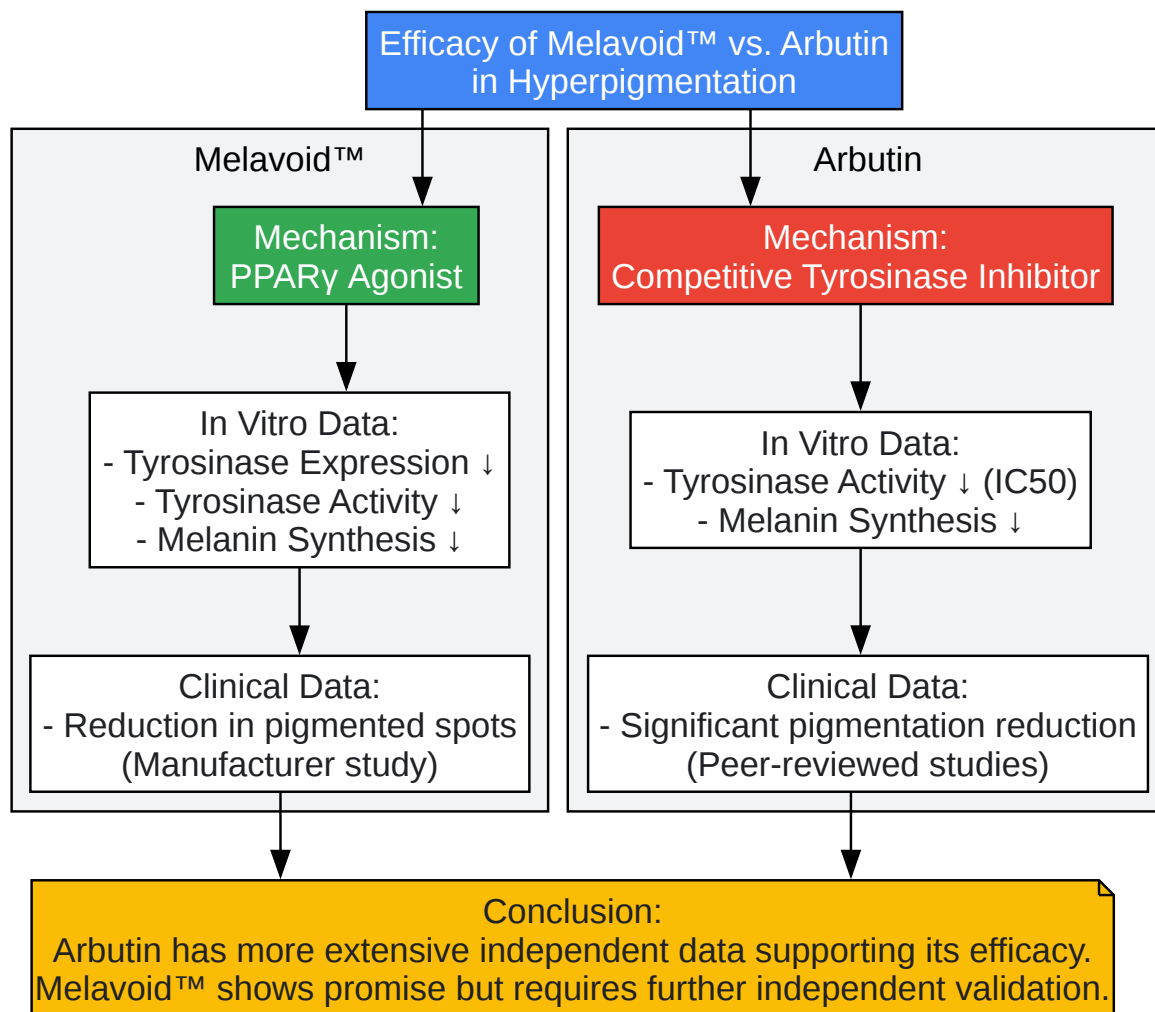 Efficacy of Melavoid™ vs. Arbutin
in Hyperpigmentation
Melavoid™
Mechanism:
PPARγ Agonist
In Vitro Data:
- Tyrosinase Expression ↓
- Tyrosinase Activity ↓
- Melanin Synthesis ↓
Clinical Data:
- Reduction in pigmented spots
(Manufacturer study)
Arbutin
Mechanism:
Competitive Tyrosinase Inhibitor
In Vitro Data:
- Tyrosinase Activity ↓ (IC50)
- Melanin Synthesis ↓
Clinical Data:
- Significant pigmentation reduction
(Peer-reviewed studies)
Conclusion:
Arbutin has more extensive independent data supporting its efficacy.
Melavoid™ shows promise but requires further independent validation.